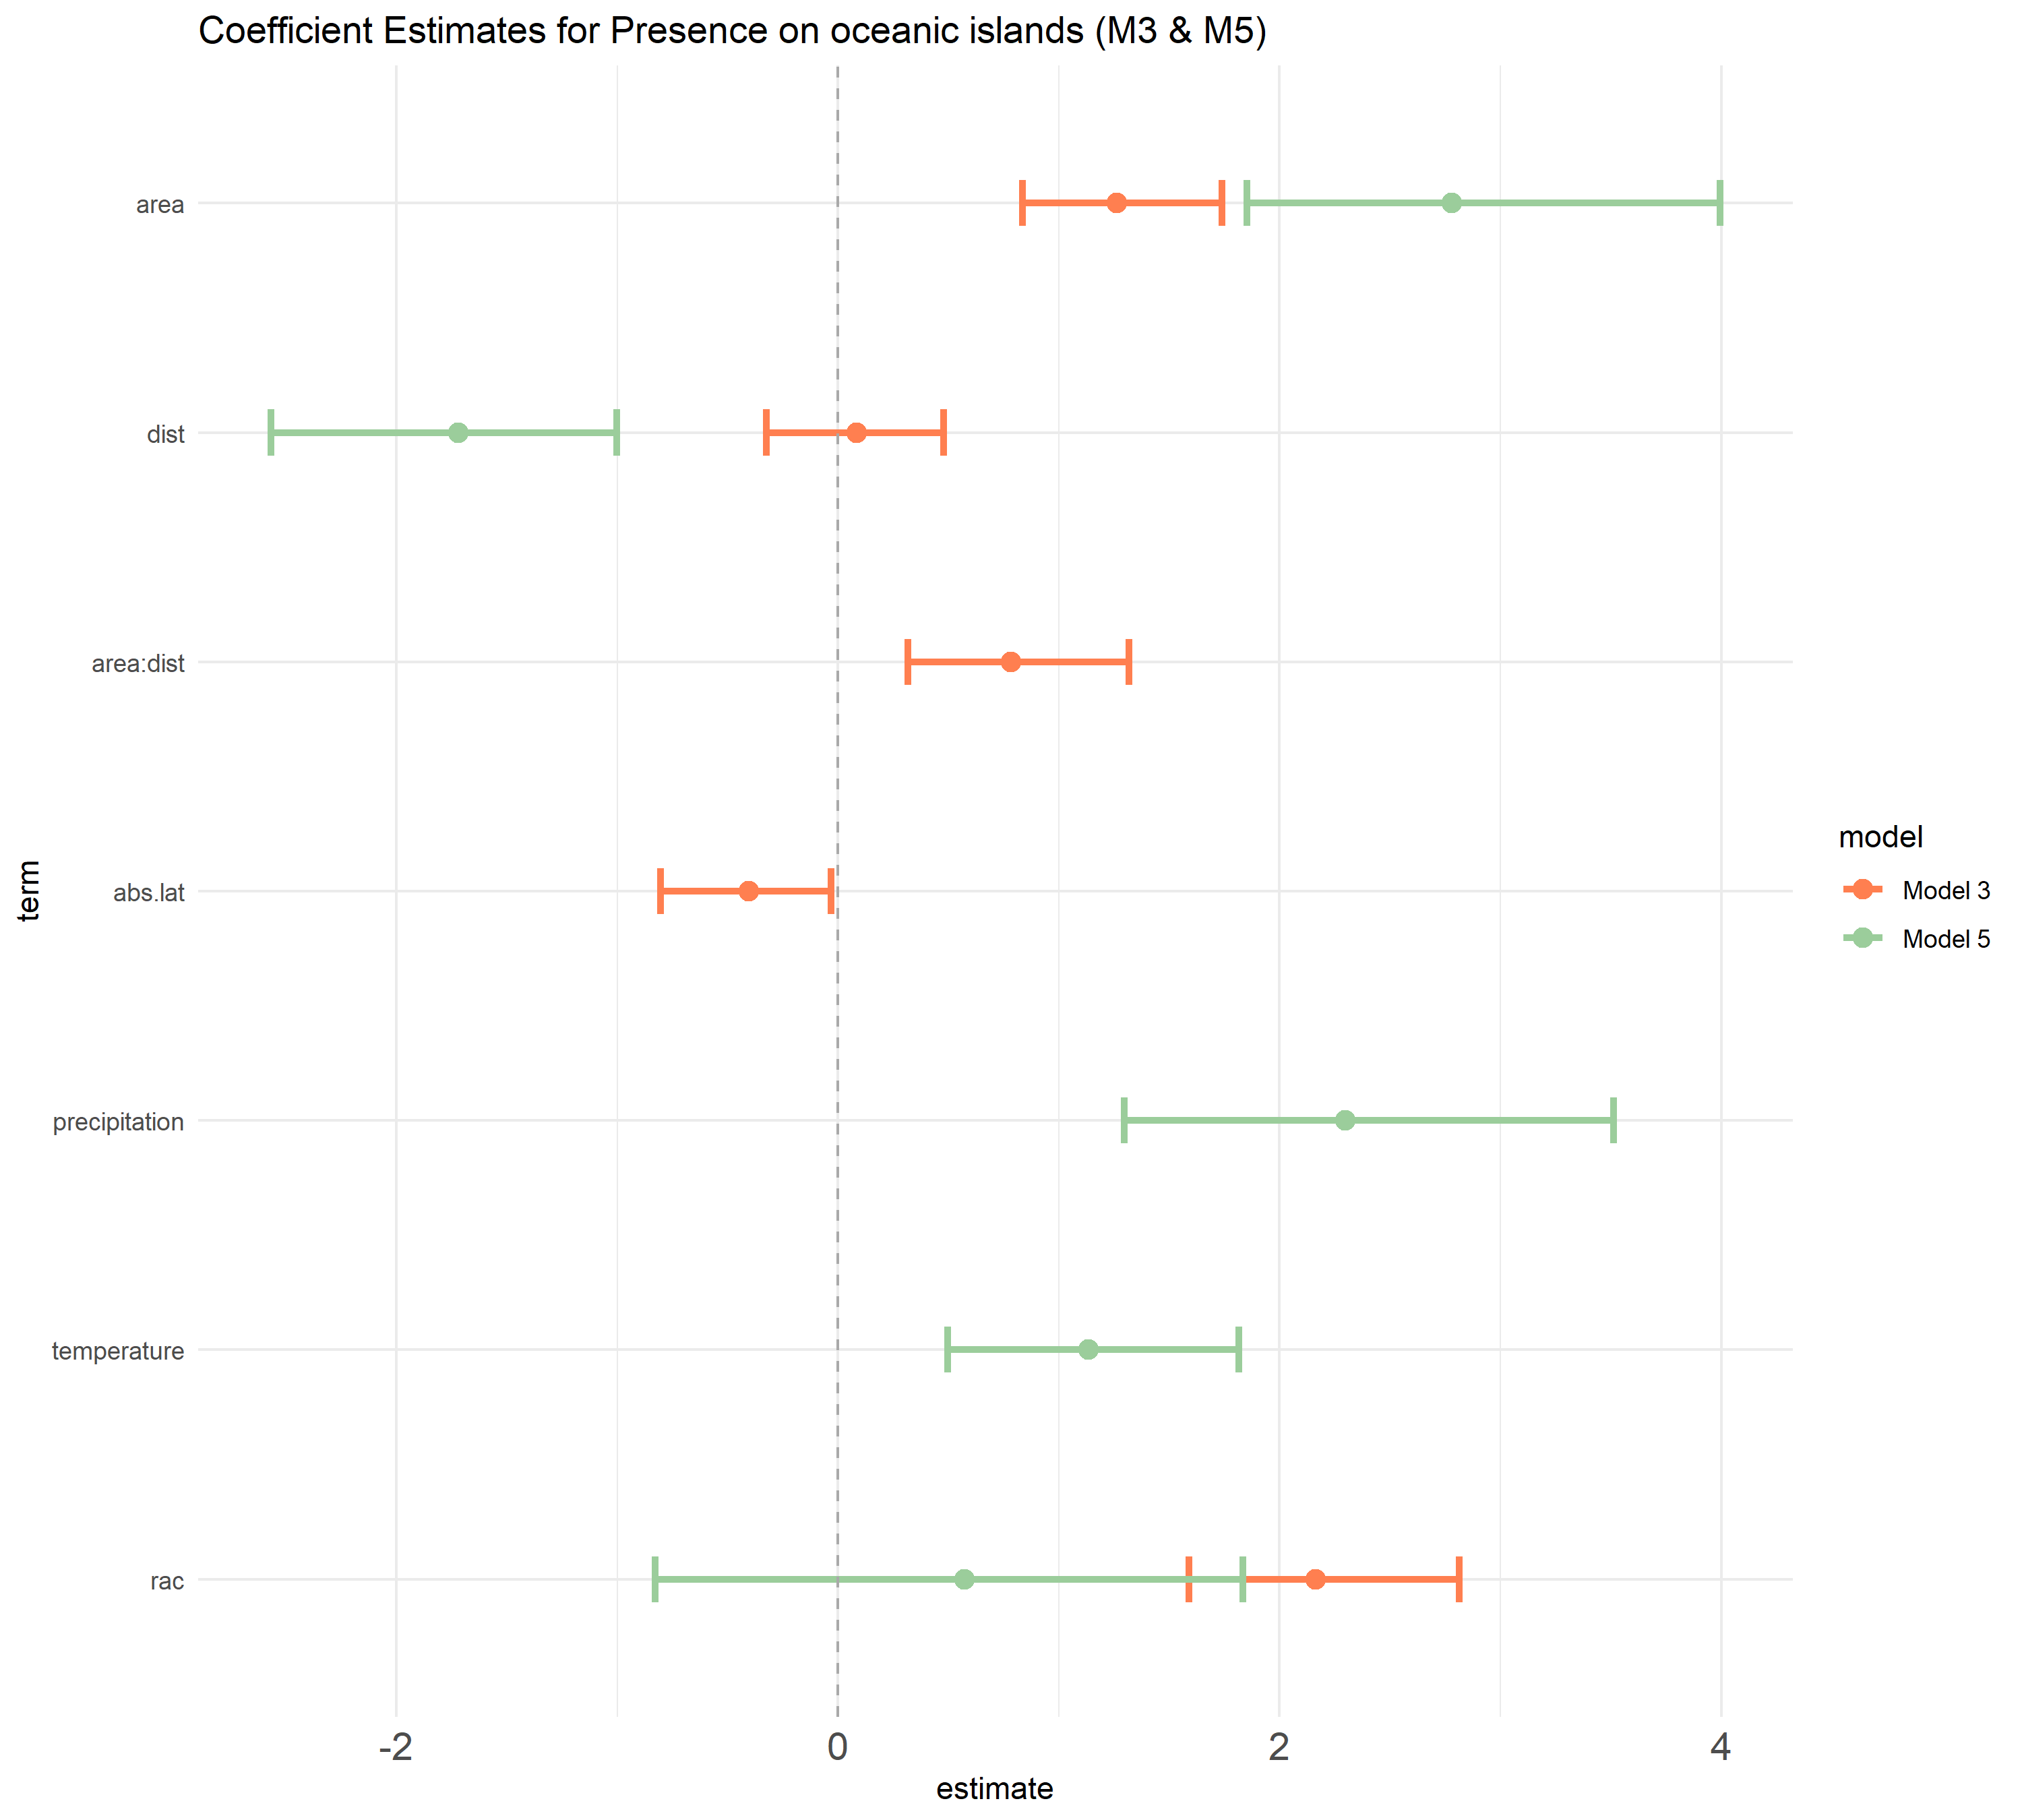 Coefficient Estimates for Presence on oceanic islands (M3 & M5)
area
dist
area:dist
abs.lat
precipitation
temperature
rac
term
-2
0
2
4
estimate
model
Model 3
Model 5